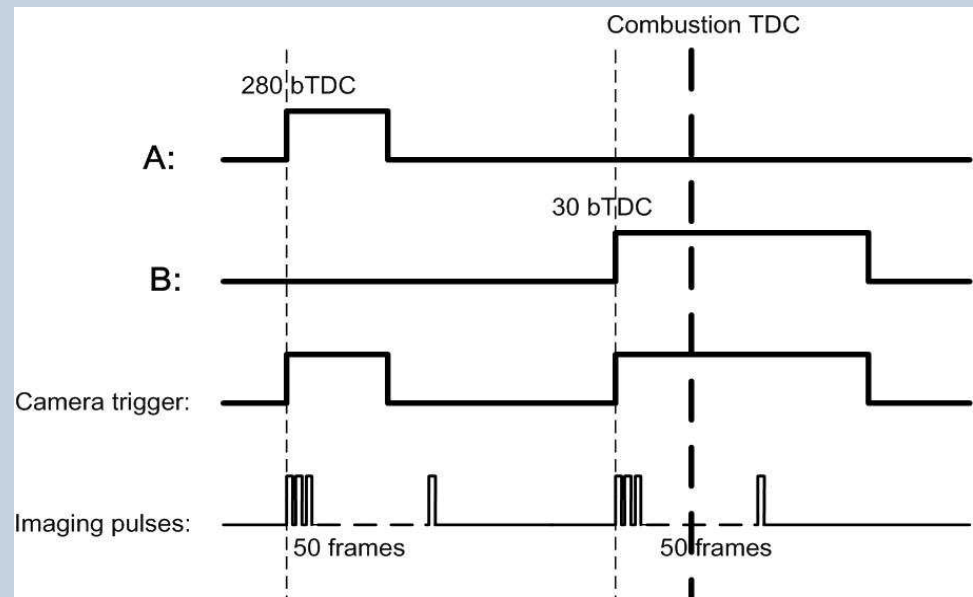 Combustion TDC
280 bTDC
A:
30 bTDC
B:
Camera trigger:
Imaging pulses:
50 frames
50 frames